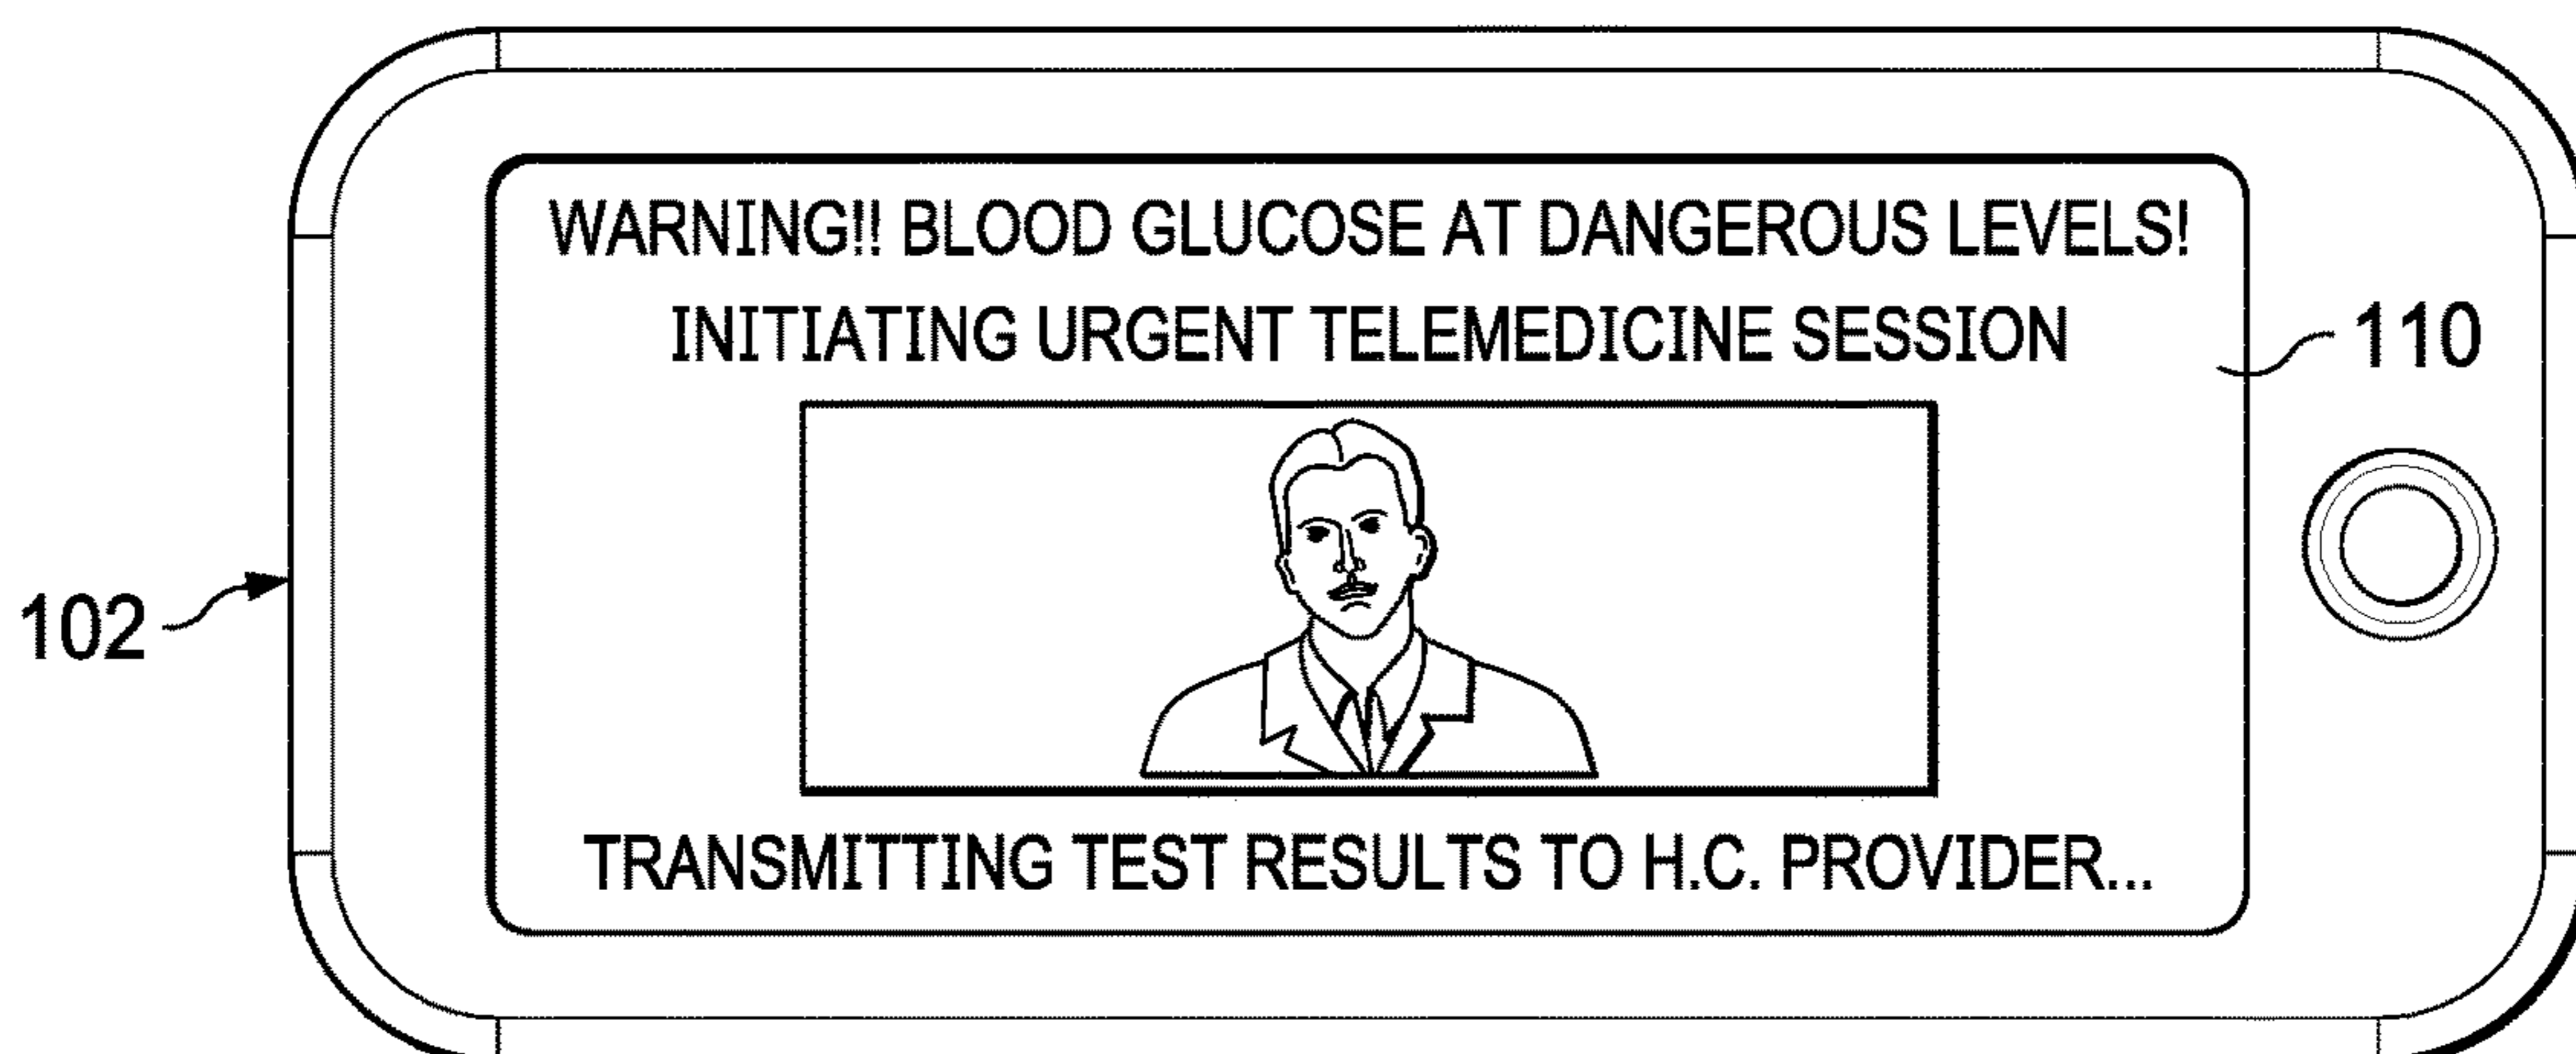 WARNING!! BLOOD GLUCOSE AT DANGEROUS LEVELS!
INITIATING URGENT TELEMEDICINE SESSION
110
102
TRANSMITTING TEST RESULTS TO H.C. PROVIDER...